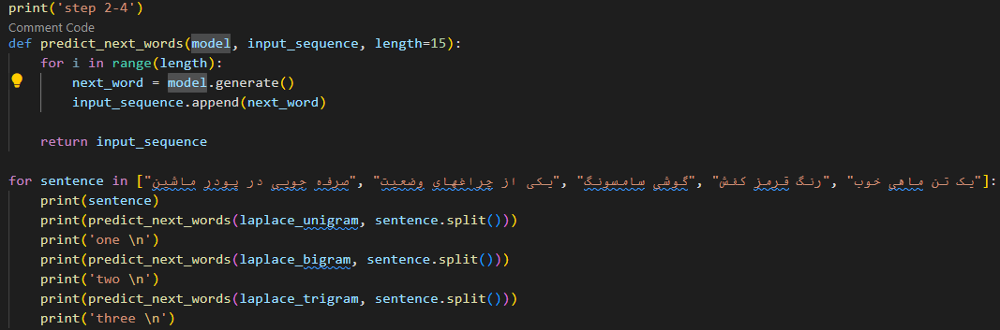 print('step 2-4')
Comment Code
def predict_next_words(model, input_sequence, length=15):
    for i in range(length):
        next_word = model.generate()
        input_sequence.append(next_word)
    return input_sequence
for sentence in ["صرفه جویی در پودر ماشین", "یکی از چراغهای وضعیت", "گوشی سامسونگ", "رنگ قرمز کفش", "یک تن ماهی خوب"]:
    print(sentence)
    print(predict_next_words(laplace_unigram, sentence.split()))
    print('one \n')
    print(predict_next_words(laplace_bigram, sentence.split()))
    print('two \n')
    print(predict_next_words(laplace_trigram, sentence.split()))
    print('three \n')